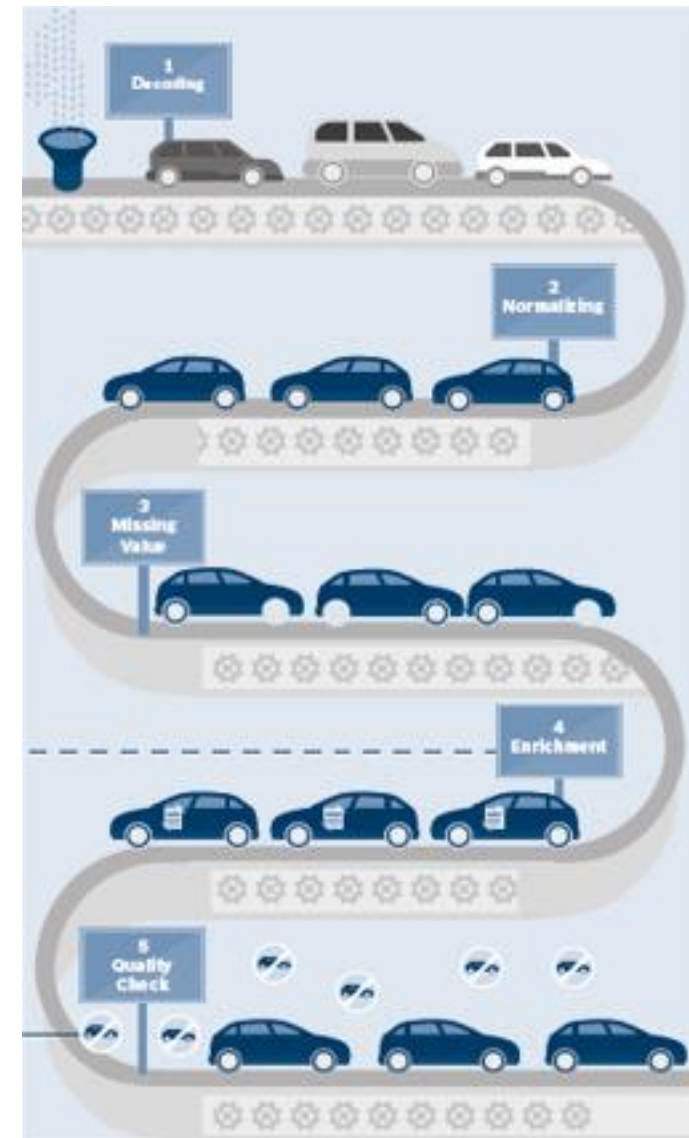 1
Decoding
2
Normalizing
3
Missing
Value
4
Enrichment
5
Quality
Check